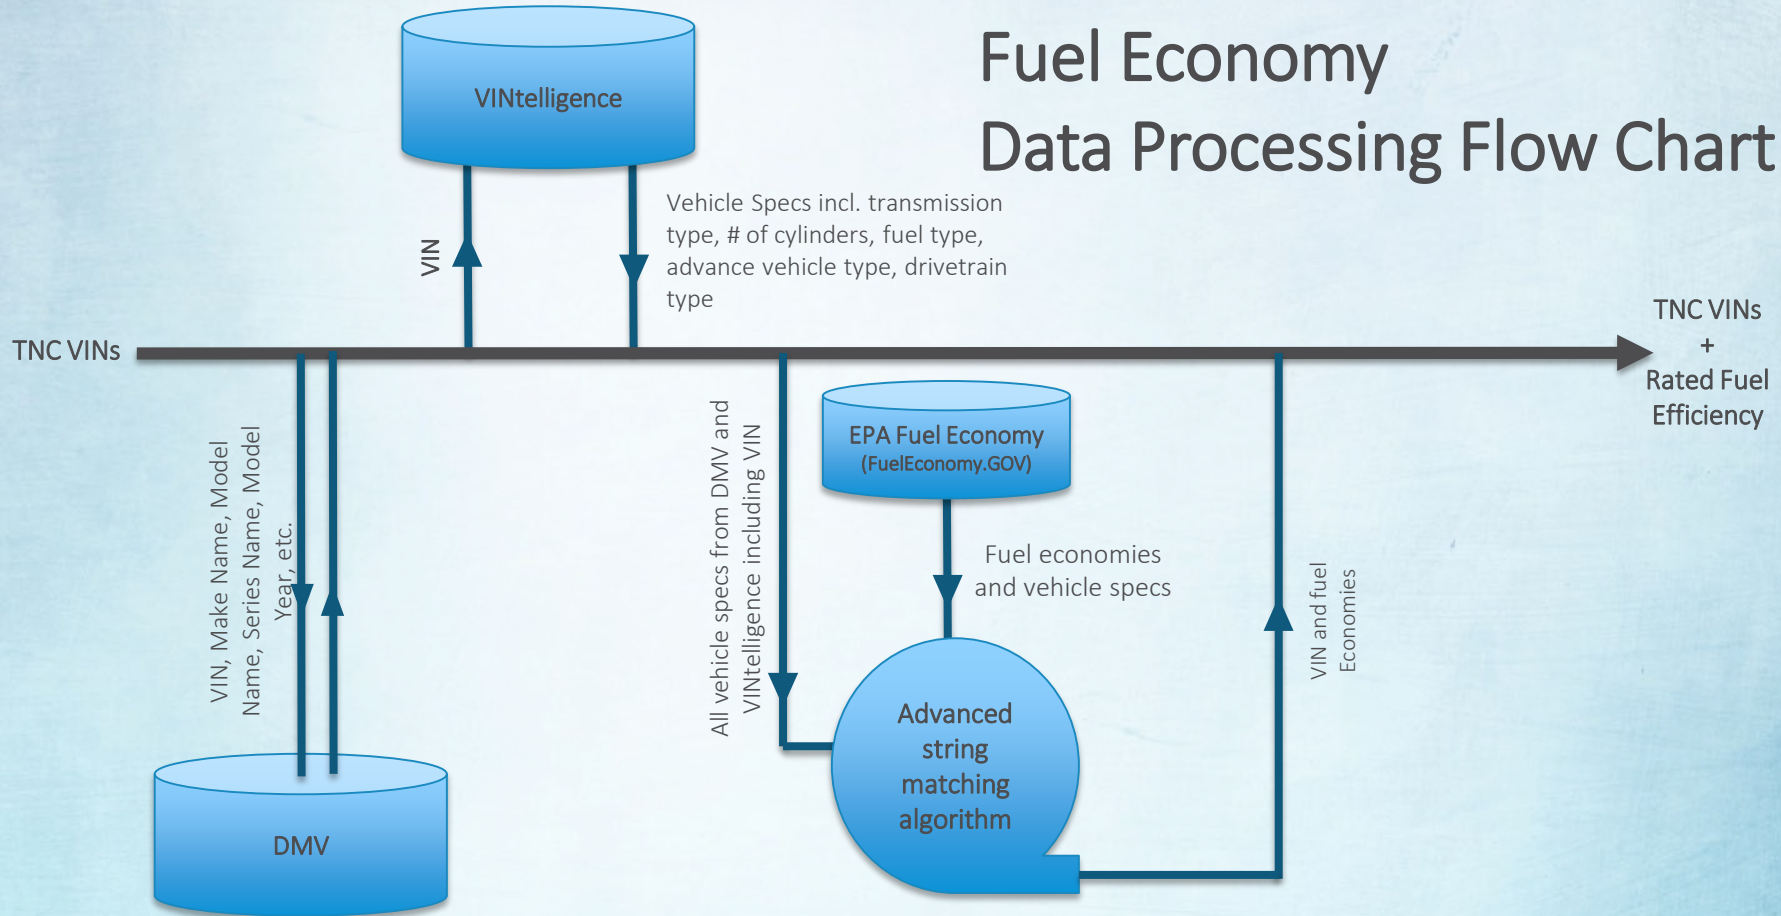 Fuel Economy
Data Processing Flow Chart
VINtelligence
VIN
Vehicle Specs incl. transmission
type, # of cylinders, fuel type,
advance vehicle type, drivetrain
type
TNC VINs
TNC VINs
+
Rated Fuel
Efficiency
VIN, Make Name, Model
Name, Series Name, Model
Year, etc.
DMV
All vehicle specs from DMV and
VINtelligence including VIN
EPA Fuel Economy
(FuelEconomy.GOV)
Fuel economies
and vehicle specs
Advanced
string
matching
algorithm
VIN and fuel
Economies